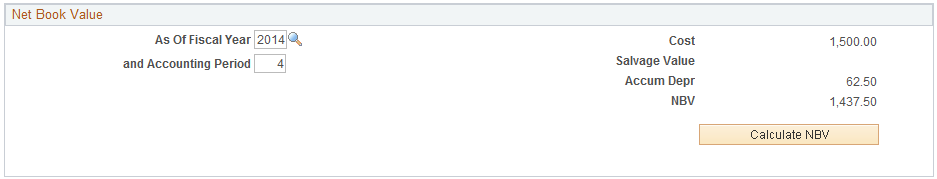 Net Book Value
As Of Fiscal Year 2014
and Accounting Period 4
Cost 1,500.00
Salvage Value
Accum Depr 62.50
NBV 1,437.50
Calculate NBV